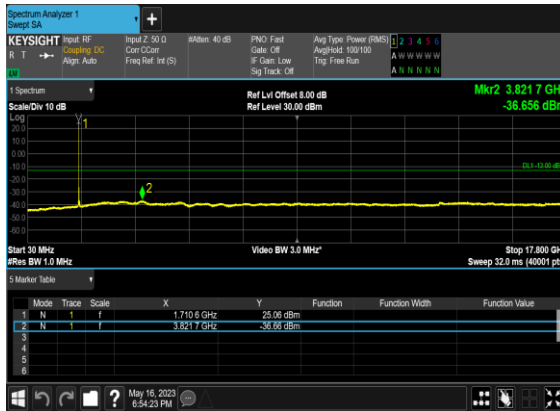 Spectrum Analyzer 1
Swept SA
KEYSIGHT
R T
LXI
Input: RF
Coupling: DC
Align: Auto
Input Z: 50 Ω
Corr CCorr
Freq Ref: Int (S)
#Atten: 40 dB
PNO: Fast
Gate: Off
IF Gain: Low
Sig Track: Off
Avg Type: Power (RMS)
Avg|Hold: 100/100
Trig: Free Run
1 2 3 4 5 6
A W W W W W
A N N N N N
1 Spectrum
Scale/Div 10 dB
Ref Lvl Offset 8.00 dB
Ref Level 30.00 dBm
Mkr2 3.821 7 GH
-36.656 dB
Log
20.0
10.0
0.00
-10.0
-20.0
-30.0
-40.0
-50.0
-60.0
1
2
DL1 -13.00 dB
Start 30 MHz
#Res BW 1.0 MHz
Video BW 3.0 MHz*
Stop 17.800 GH
Sweep 32.0 ms (40001 pt
5 Marker Table
Mode Trace Scale X Y Function Function Width Function Value
1 N 1 f 1.710 6 GHz 25.06 dBm
2 N 1 f 3.821 7 GHz -36.66 dBm
3
4
5
6
May 16, 2023
6:54:23 PM